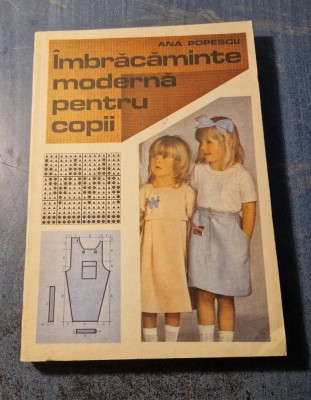 ANA POPESCU
Îmbrăcăminte
modernă
pentru
copii